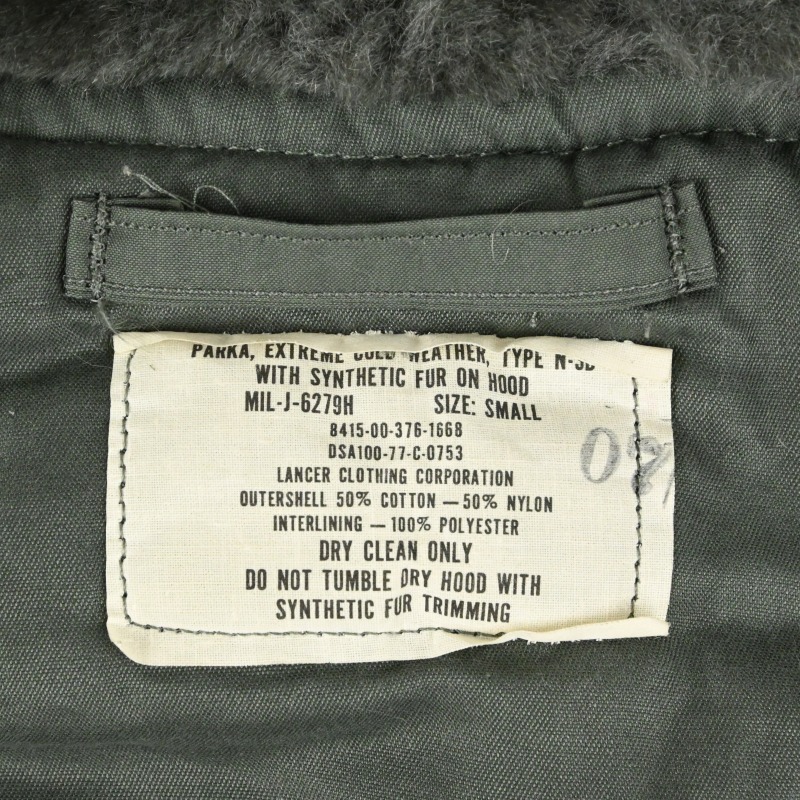 PARKA, EXTREME COLD WEATHER, TYPE N-3B
WITH SYNTHETIC FUR ON HOOD
MIL-J-6279H SIZE: SMALL
8415-00-376-1668
DSA100-77-C-0753
LANCER CLOTHING CORPORATION
OUTERSHELL 50% COTTON — 50% NYLON
INTERLINING — 100% POLYESTER
DRY CLEAN ONLY
DO NOT TUMBLE DRY HOOD WITH
SYNTHETIC FUR TRIMMING